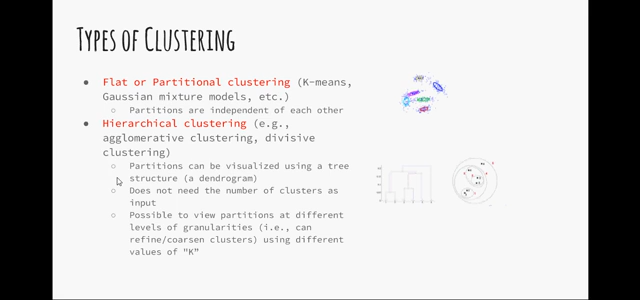 Types of Clustering
● Flat or Partitional clustering (K-means,
Gaussian mixture models, etc.)
○ Partitions are independent of each other
● Hierarchical clustering (e.g.,
agglomerative clustering, divisive
clustering)
○ Partitions can be visualized using a tree
structure (a dendrogram)
○ Does not need the number of clusters as
input
○ Possible to view partitions at different
levels of granularities (i.e., can
refine/coarsen clusters) using different
values of "K"